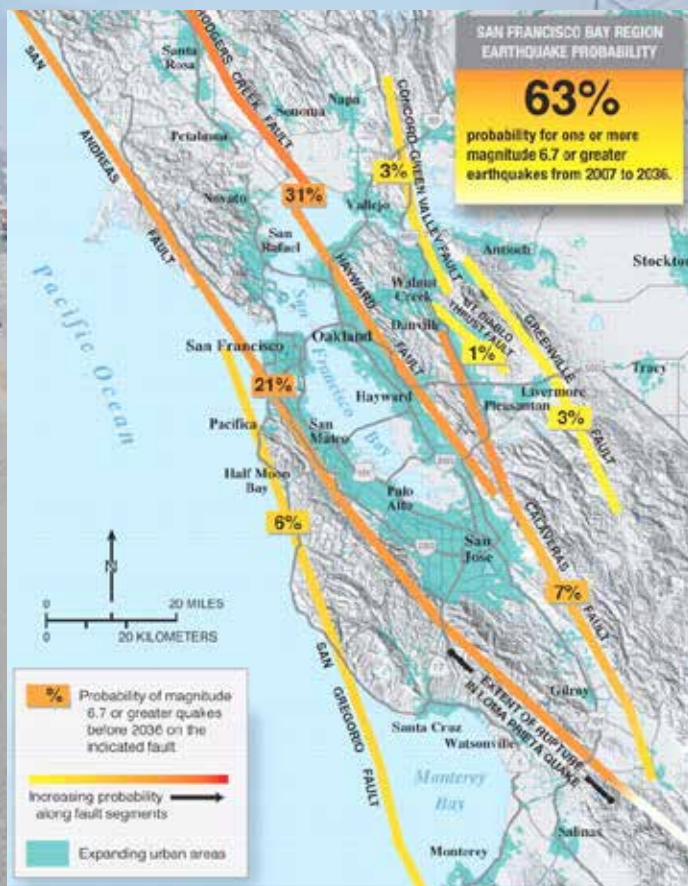 SAN FRANCISCO BAY REGION
EARTHQUAKE PROBABILITY
63%
probability for one or more
magnitude 6.7 or greater
earthquakes from 2007 to 2036.
SAN
ANDREAS
FAULT
RODGERS
CREEK FAULT
Santa
Rosa
Sonoma
Napa
Petaluma
CONCORD-GREEN VALLEY FAULT
3%
31%
Novato
Vallejo
San
Rafael
HAYWARD
FAULT
Antioch
Stockton
Walnut
Creek
MT. DIABLO
THRUST FAULT
GREENVILLE
FAULT
Danville
1%
Pacific Ocean
San Francisco
Oakland
San
Francisco
Bay
21%
Hayward
Livermore
Pleasanton
Tracy
3%
Pacifica
San
Mateo
Half Moon
Bay
Palo
Alto
6%
San
Jose
CALAVERAS
FAULT
7%
N
0 20 MILES
0 20 KILOMETERS
SAN
GREGORIO
FAULT
17
EXTENT OF RUPTURE
IN LOMA PRIETA QUAKE
Gilroy
Santa Cruz
Watsonville
Monterey
Bay
Salinas
Monterey
%
Probability of magnitude
6.7 or greater quakes
before 2036 on the
indicated fault
Increasing probability
along fault segments
Expanding urban areas